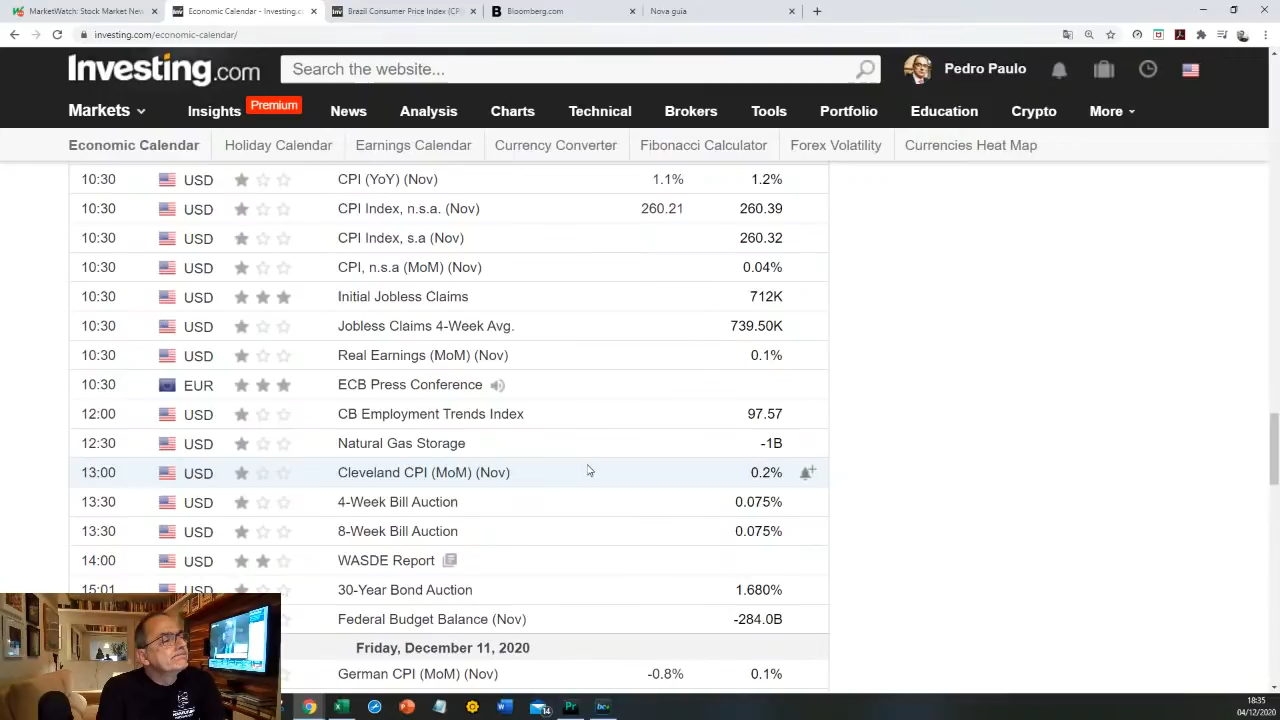 MarketWatch: Stock Market New
Economic Calendar - Investing.co
Brazil Consumer Price Index (CP
Bloomberg.com
Nova guia
investing.com/economic-calendar/
Investing.com
Search the website...
Pedro Paulo
Markets
Insights
Premium
News
Analysis
Charts
Technical
Brokers
Tools
Portfolio
Education
Crypto
More
Economic Calendar
Holiday Calendar
Earnings Calendar
Currency Converter
Fibonacci Calculator
Forex Volatility
Currencies Heat Map
10:30 USD CPI (YoY) (Nov) 1.1% 1.2%
10:30 USD CPI Index, n.s.a. (Nov) 260.21 260.39
10:30 USD CPI Index, s.a (Nov) 260.32
10:30 USD CPI, n.s.a (MoM) (Nov) 0.04%
10:30 USD Initial Jobless Claims 712K
10:30 USD Jobless Claims 4-Week Avg. 739.50K
10:30 USD Real Earnings (MoM) (Nov) 0.1%
10:30 EUR ECB Press Conference
12:00 USD CB Employment Trends Index 97.57
12:30 USD Natural Gas Storage -1B
13:00 USD Cleveland CPI (MoM) (Nov) 0.2%
13:30 USD 4-Week Bill Auction 0.075%
13:30 USD 8-Week Bill Auction 0.075%
14:00 USD WASDE Report
15:01 USD 30-Year Bond Auction 1.680%
Federal Budget Balance (Nov) -284.0B
Friday, December 11, 2020
German CPI (MoM) (Nov) -0.8% 0.1%
14
Dev
18:35
04/12/2020